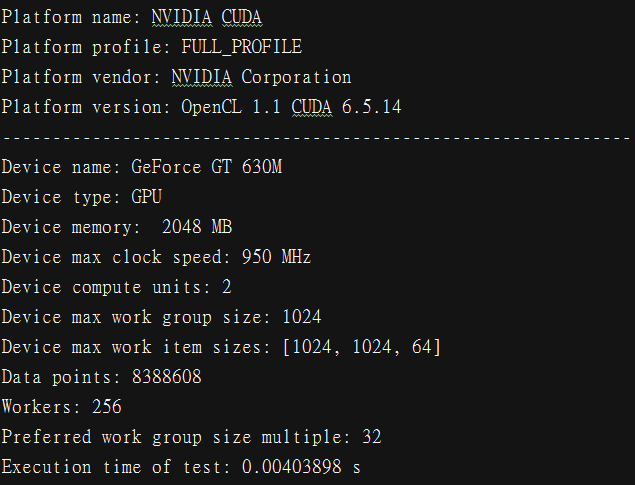 Platform name: NVIDIA CUDA
Platform profile: FULL_PROFILE
Platform vendor: NVIDIA Corporation
Platform version: OpenCL 1.1 CUDA 6.5.14
---------------------------------------------------------------
Device name: GeForce GT 630M
Device type: GPU
Device memory:  2048 MB
Device max clock speed: 950 MHz
Device compute units: 2
Device max work group size: 1024
Device max work item sizes: [1024, 1024, 64]
Data points: 8388608
Workers: 256
Preferred work group size multiple: 32
Execution time of test: 0.00403898 s